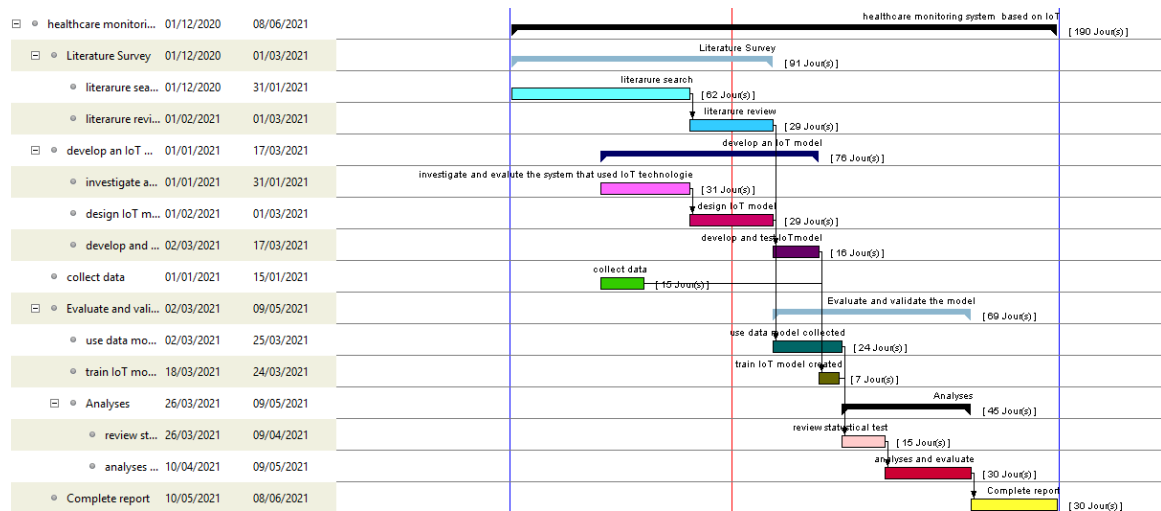 healthcare monitori... 01/12/2020 08/06/2021 healthcare monitoring system based on IoT [ 190 Jour(s) ]
Literature Survey 01/12/2020 01/03/2021 Literature Survey [ 91 Jour(s) ]
literarure sea... 01/12/2020 31/01/2021 literarure search [ 62 Jour(s) ]
literarure revi... 01/02/2021 01/03/2021 literarure review [ 29 Jour(s) ]
develop an IoT ... 01/01/2021 17/03/2021 develop an IoT model [ 76 Jour(s) ]
investigate a... 01/01/2021 31/01/2021 investigate and evalute the system that used IoT technologie [ 31 Jour(s) ]
design IoT m... 01/02/2021 01/03/2021 design IoT model [ 29 Jour(s) ]
develop and ... 02/03/2021 17/03/2021 develop and test IoT model [ 16 Jour(s) ]
collect data 01/01/2021 15/01/2021 collect data [ 15 Jour(s) ]
Evaluate and vali... 02/03/2021 09/05/2021 Evaluate and validate the model [ 69 Jour(s) ]
use data mo... 02/03/2021 25/03/2021 use data model collected [ 24 Jour(s) ]
train IoT mo... 18/03/2021 24/03/2021 train IoT model created [ 7 Jour(s) ]
Analyses 26/03/2021 09/05/2021 Analyses [ 45 Jour(s) ]
review st... 26/03/2021 09/04/2021 review statistical test [ 15 Jour(s) ]
analyses ... 10/04/2021 09/05/2021 analyses and evaluate [ 30 Jour(s) ]
Complete report 10/05/2021 08/06/2021 Complete report [ 30 Jour(s) ]